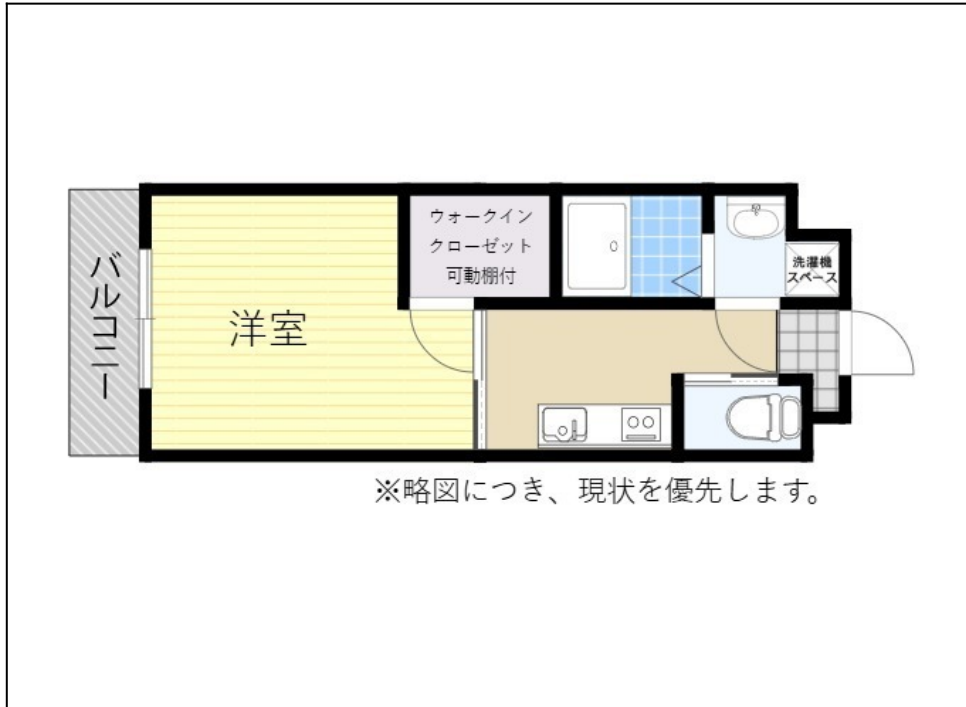 ウォークイン
クローゼット
可動棚付
洗濯機
スペース
バルコニー
洋室
※略図につき、現状を優先します。